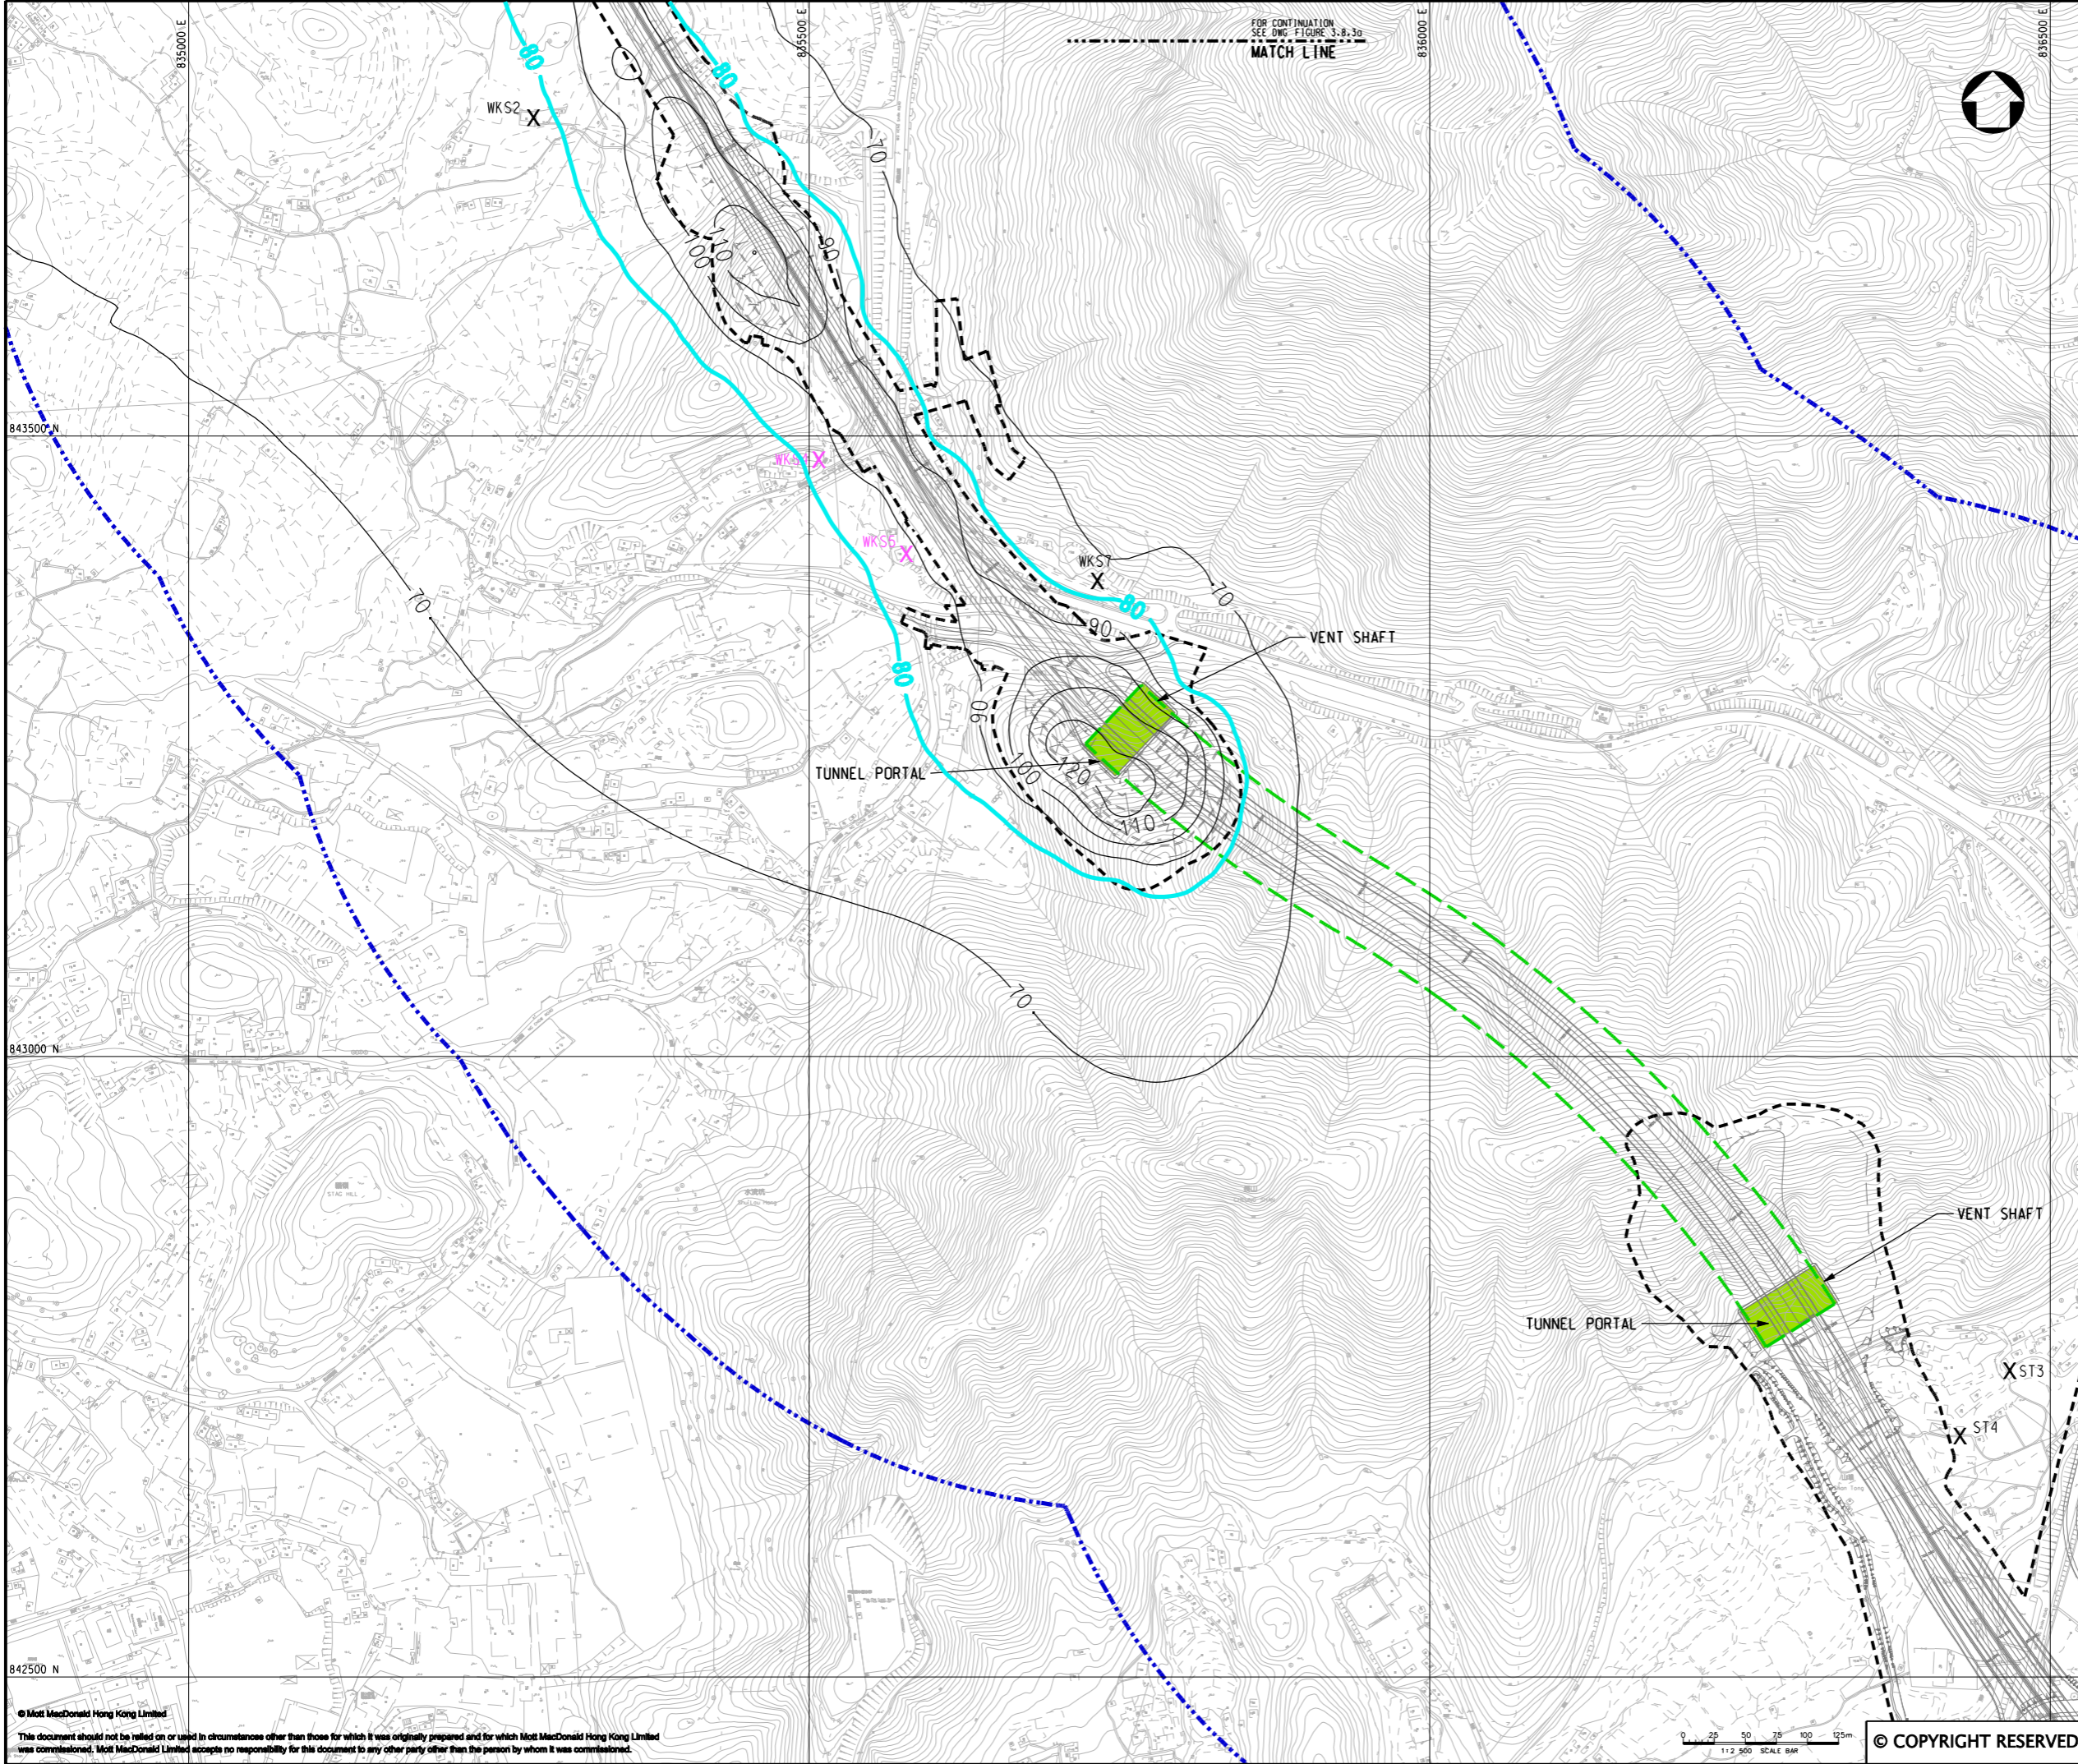 835000 E
835500 E
FOR CONTINUATION
SEE DWG FIGURE 3.8.3a
MATCH LINE
836000 E
836500 E
80
80
WKS2
70
90
100
110
843500 N
WKS5
WKS7
70
70
80
90
VENT SHAFT
80
90
TUNNEL PORTAL
100
120
110
70
843000 N
STAG HILL
VENT SHAFT
TUNNEL PORTAL
ST3
ST4
842500 N
© Mott MacDonald Hong Kong Limited
This document should not be relied on or used in circumstances other than those for which it was originally prepared and for which Mott MacDonald Hong Kong Limited
was commissioned. Mott MacDonald Limited accepts no responsibility for this document to any other party other than the person by whom it was commissioned.
0 25 50 75 100 125m
1:2 500 SCALE BAR
© COPYRIGHT RESERVED